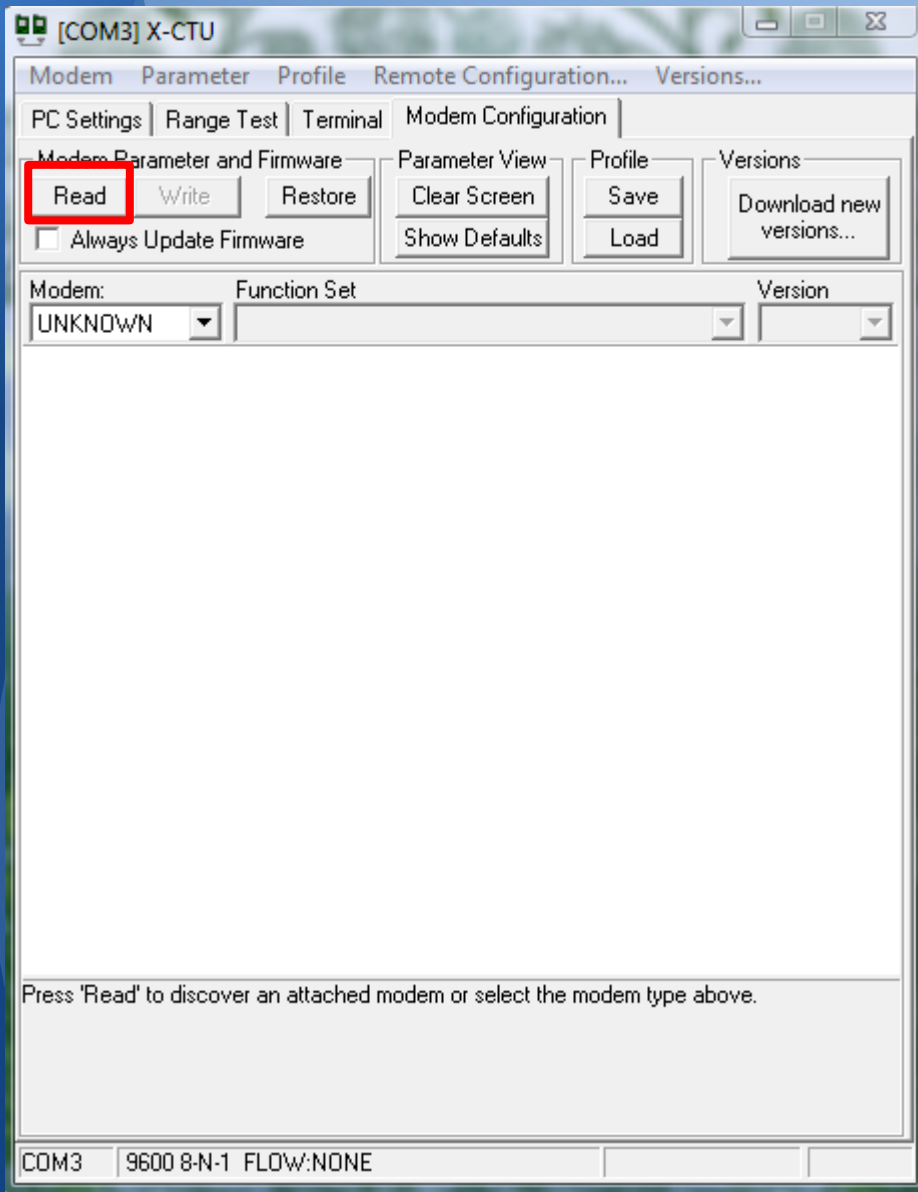 [COM3] X-CTU
Modem Parameter Profile Remote Configuration... Versions...
PC Settings Range Test Terminal Modem Configuration
Modem Parameter and Firmware Parameter View Profile Versions
Read Write Restore Clear Screen Save Download new
versions...
Always Update Firmware Show Defaults Load
Modem: Function Set Version
UNKNOWN
Press 'Read' to discover an attached modem or select the modem type above.
COM3 9600 8-N-1 FLOW:NONE